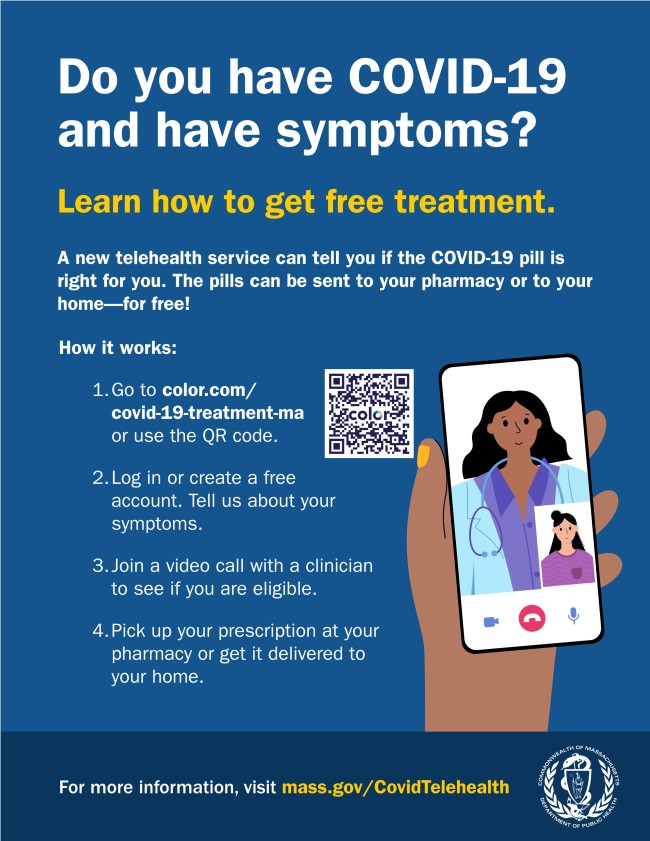 Do you have COVID-19
and have symptoms?
Learn how to get free treatment.
A new telehealth service can tell you if the COVID-19 pill is
right for you. The pills can be sent to your pharmacy or to your
home—for free!
How it works:
1. Go to color.com/
covid-19-treatment-ma
or use the QR code.
color
2. Log in or create a free
account. Tell us about your
symptoms.
3. Join a video call with a clinician
to see if you are eligible.
4. Pick up your prescription at your
pharmacy or get it delivered to
your home.
For more information, visit mass.gov/CovidTelehealth
COMMONWEALTH OF MASSACHUSETTS
DEPARTMENT OF PUBLIC HEALTH